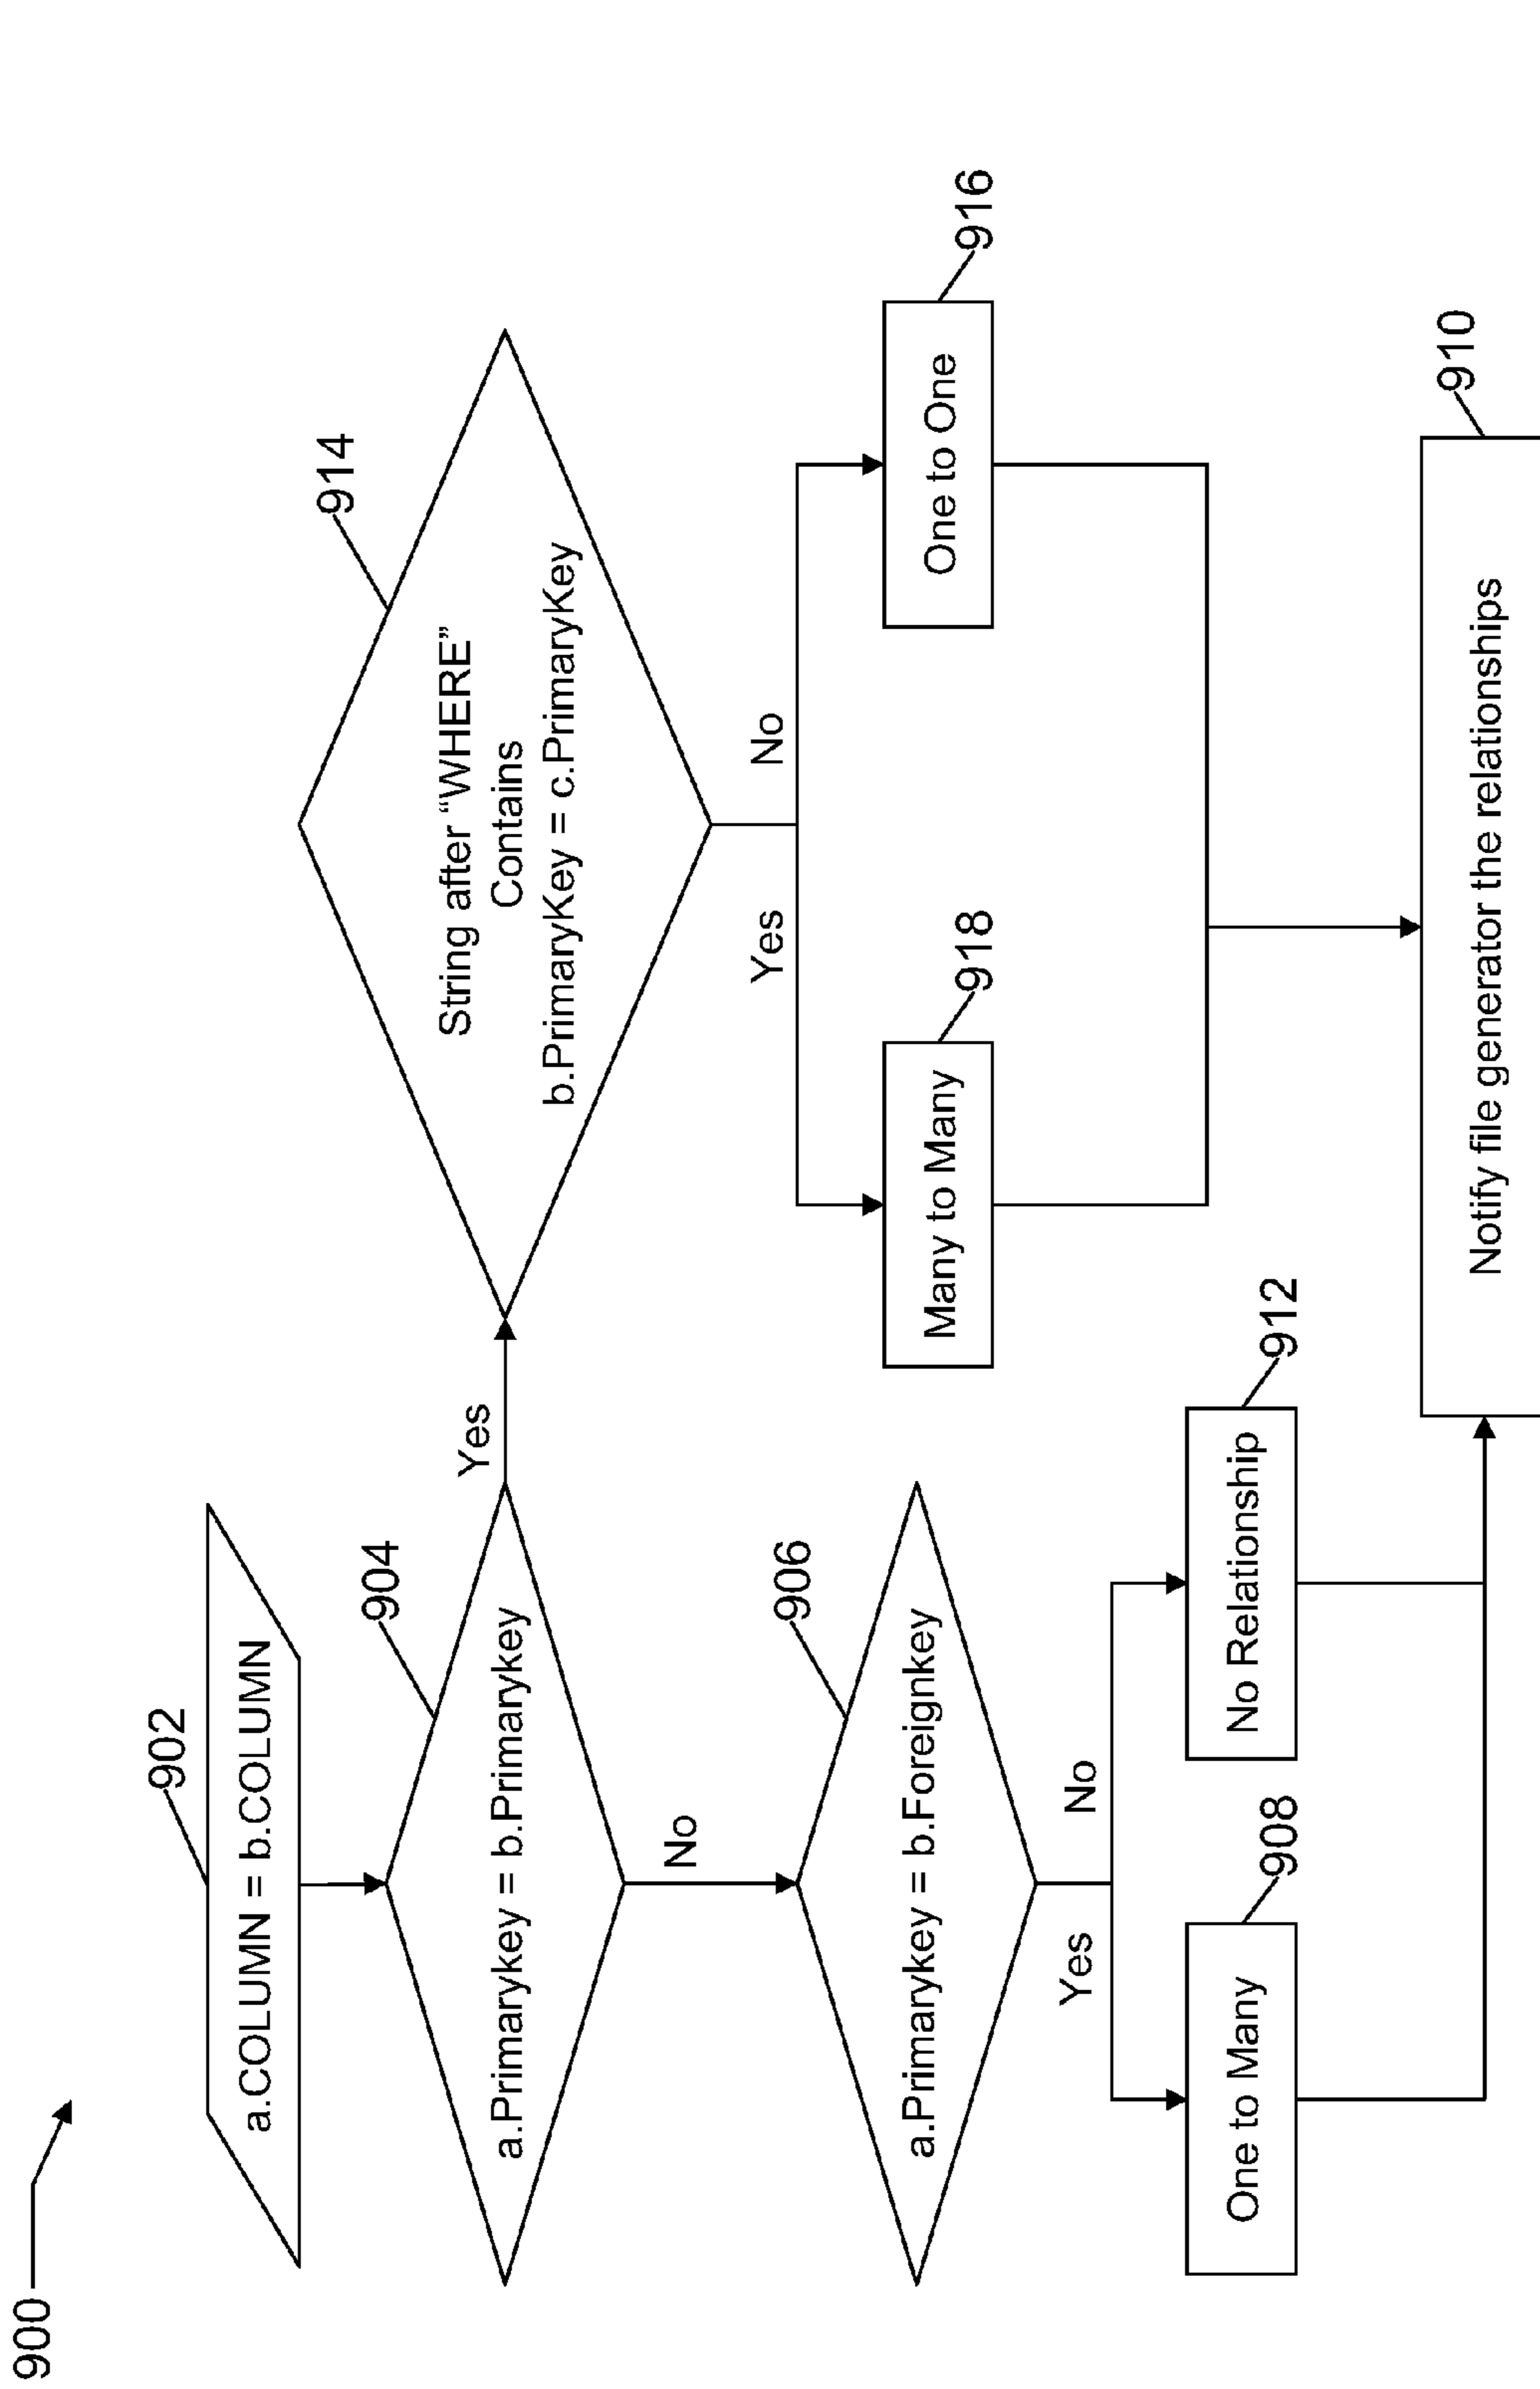 900
902
a.COLUMN = b.COLUMN
904
a.Primarykey = b.Primarykey
Yes
914
String after “WHERE”
Contains
b.PrimaryKey = c.PrimaryKey
No
906
a.Primarykey = b.Foreignkey
Yes
No
918
Many to Many
916
One to One
Yes
No
908
One to Many
912
No Relationship
910
Notify file generator the relationships